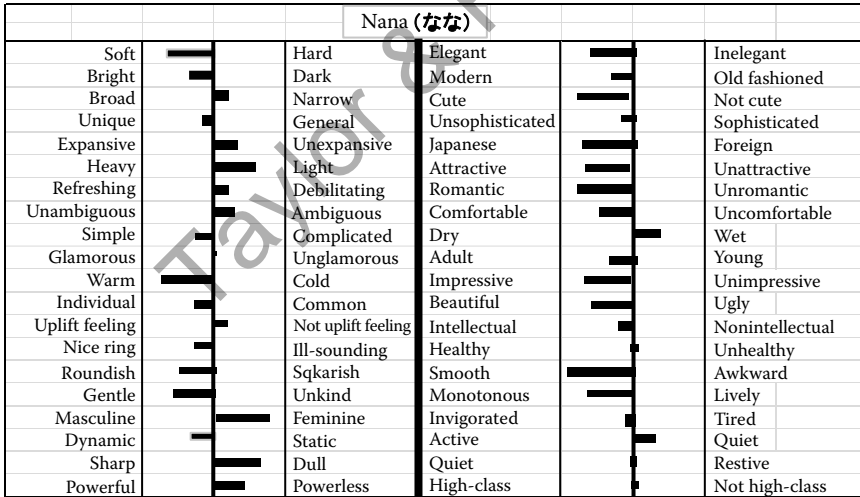 Nana (なな)
Soft Hard Elegant Inelegant
Bright Dark Modern Old fashioned
Broad Narrow Cute Not cute
Unique General Unsophisticated Sophisticated
Expansive Unexpansive Japanese Foreign
Heavy Light Attractive Unattractive
Refreshing Debilitating Romantic Unromantic
Unambiguous Ambiguous Comfortable Uncomfortable
Simple Complicated Dry Wet
Glamorous Unglamorous Adult Young
Warm Cold Impressive Unimpressive
Individual Common Beautiful Ugly
Uplift feeling Not uplift feeling Intellectual Nonintellectual
Nice ring Ill-sounding Healthy Unhealthy
Roundish Sqkarish Smooth Awkward
Gentle Unkind Monotonous Lively
Masculine Feminine Invigorated Tired
Dynamic Static Active Quiet
Sharp Dull Quiet Restive
Powerful Powerless High-class Not high-class
Taylor &